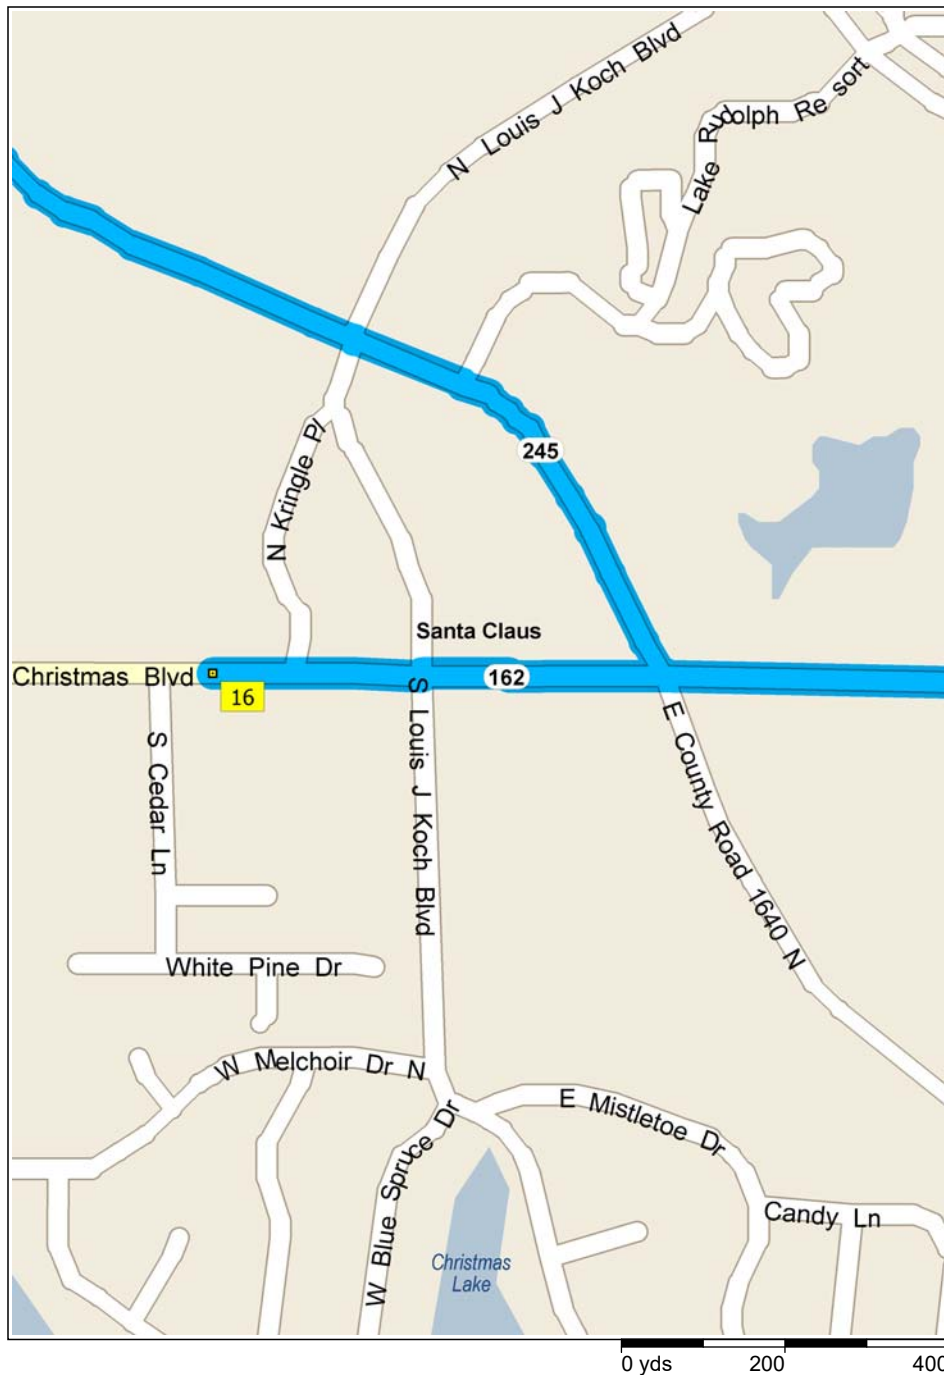 N Louis J Koch Blvd
Lake Rudolph Resort
245
N Kringle Pl
Santa Claus
Christmas Blvd
162
16
S Louis J Koch Blvd
E County Road 1640 N
S Cedar Ln
White Pine Dr
W Melchoir Dr N
E Mistletoe Dr
W Blue Spruce Dr
Candy Ln
Christmas
Lake
0 yds 200 400